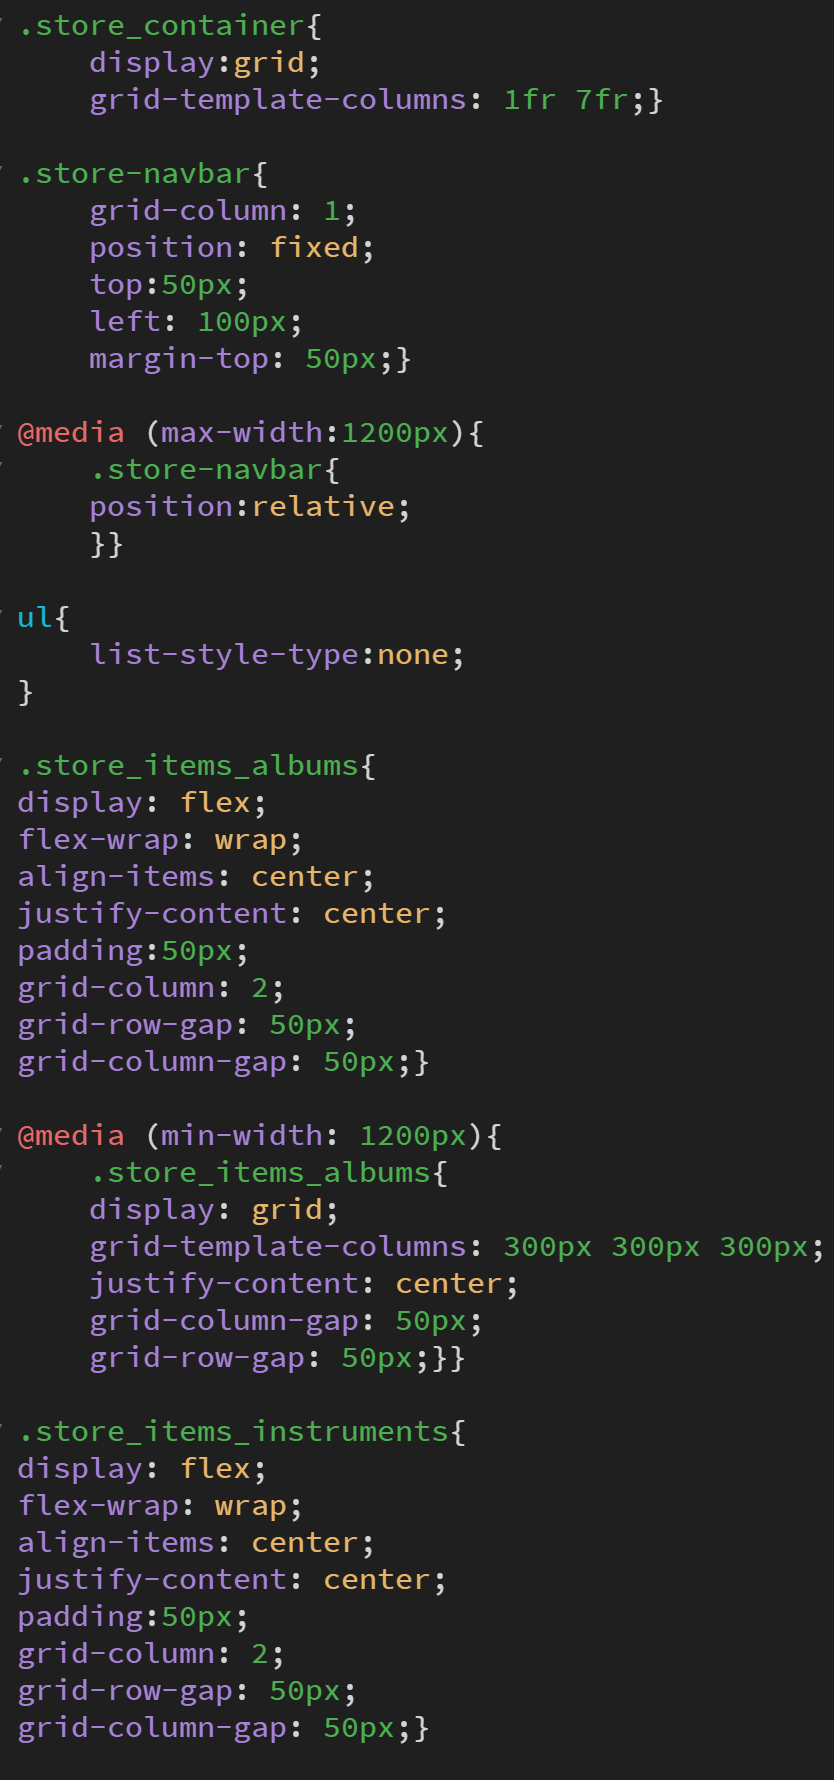 .store_container{
display:grid;
grid-template-columns: 1fr 7fr;}
.store-navbar{
grid-column: 1;
position: fixed;
top:50px;
left: 100px;
margin-top: 50px;}
@media (max-width:1200px){
.store-navbar{
position:relative;
}}
ul{
list-style-type:none;
}
.store_items_albums{
display: flex;
flex-wrap: wrap;
align-items: center;
justify-content: center;
padding:50px;
grid-column: 2;
grid-row-gap: 50px;
grid-column-gap: 50px;}
@media (min-width: 1200px){
.store_items_albums{
display: grid;
grid-template-columns: 300px 300px 300px;
justify-content: center;
grid-column-gap: 50px;
grid-row-gap: 50px;}}
.store_items_instruments{
display: flex;
flex-wrap: wrap;
align-items: center;
justify-content: center;
padding:50px;
grid-column: 2;
grid-row-gap: 50px;
grid-column-gap: 50px;}